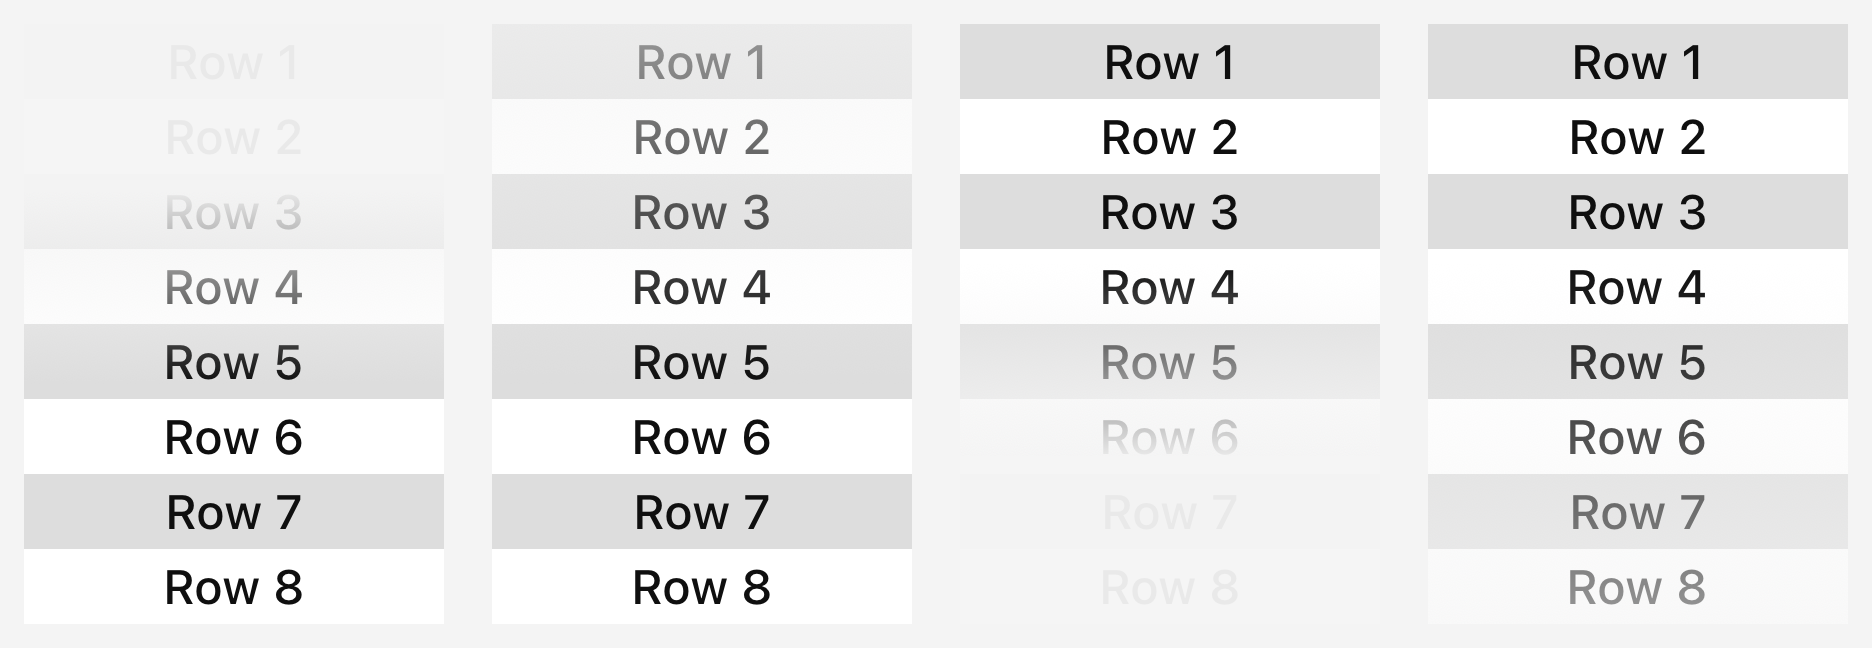 Row 1 Row 1 Row 1 Row 1
Row 2 Row 2 Row 2 Row 2
Row 3 Row 3 Row 3 Row 3
Row 4 Row 4 Row 4 Row 4
Row 5 Row 5 Row 5 Row 5
Row 6 Row 6 Row 6 Row 6
Row 7 Row 7 Row 7 Row 7
Row 8 Row 8 Row 8 Row 8